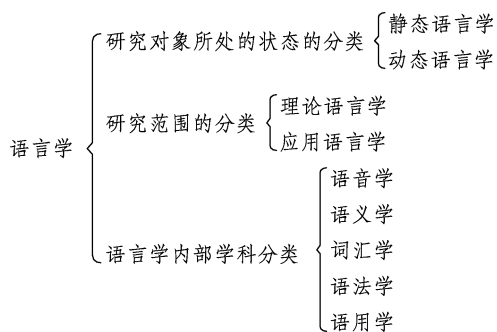 语言学
研究对象所处的状态的分类
静态语言学
动态语言学
研究范围的分类
理论语言学
应用语言学
语言学内部学科分类
语音学
语义学
词汇学
语法学
语用学